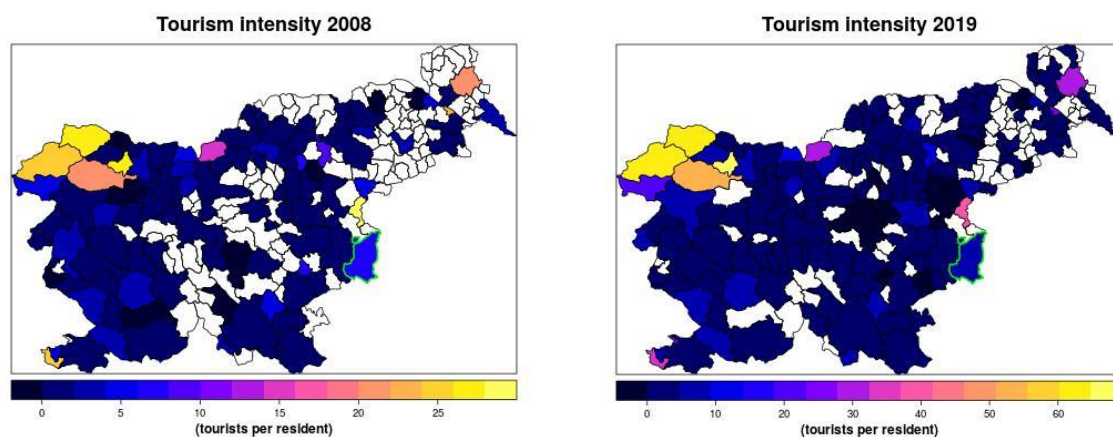 Tourism intensity 2008
Tourism intensity 2019
0 5 10 15 20 25
(tourists per resident)
0 10 20 30 40 50 60
(tourists per resident)